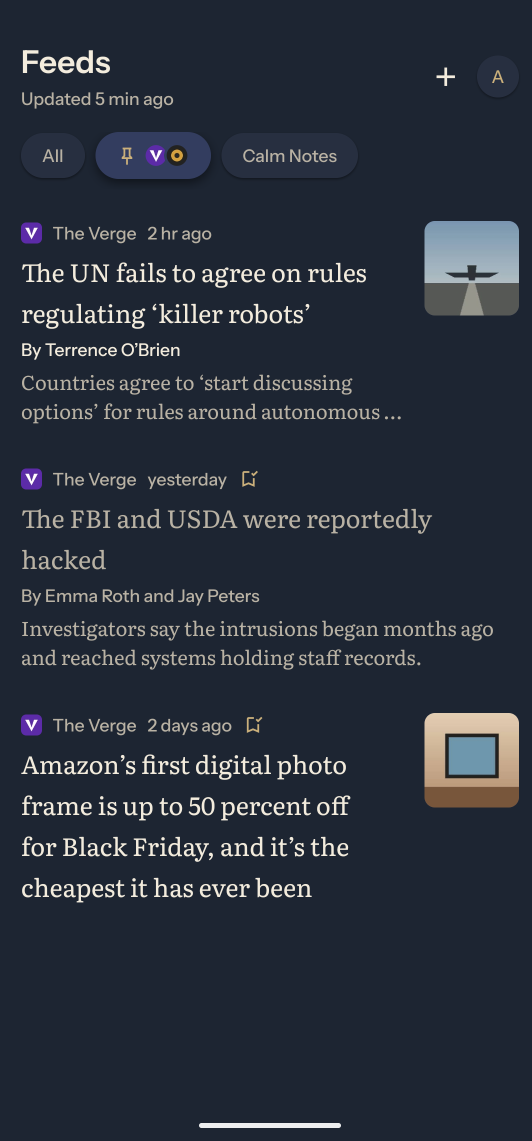 Feeds
Updated 5 min ago
A
All
Calm Notes
The Verge 2 hr ago
The UN fails to agree on rules
regulating ‘killer robots’
By Terrence O’Brien
Countries agree to ‘start discussing
options’ for rules around autonomous ...
The Verge yesterday
The FBI and USDA were reportedly
hacked
By Emma Roth and Jay Peters
Investigators say the intrusions began months ago
and reached systems holding staff records.
The Verge 2 days ago
Amazon’s first digital photo
frame is up to 50 percent off
for Black Friday, and it’s the
cheapest it has ever been